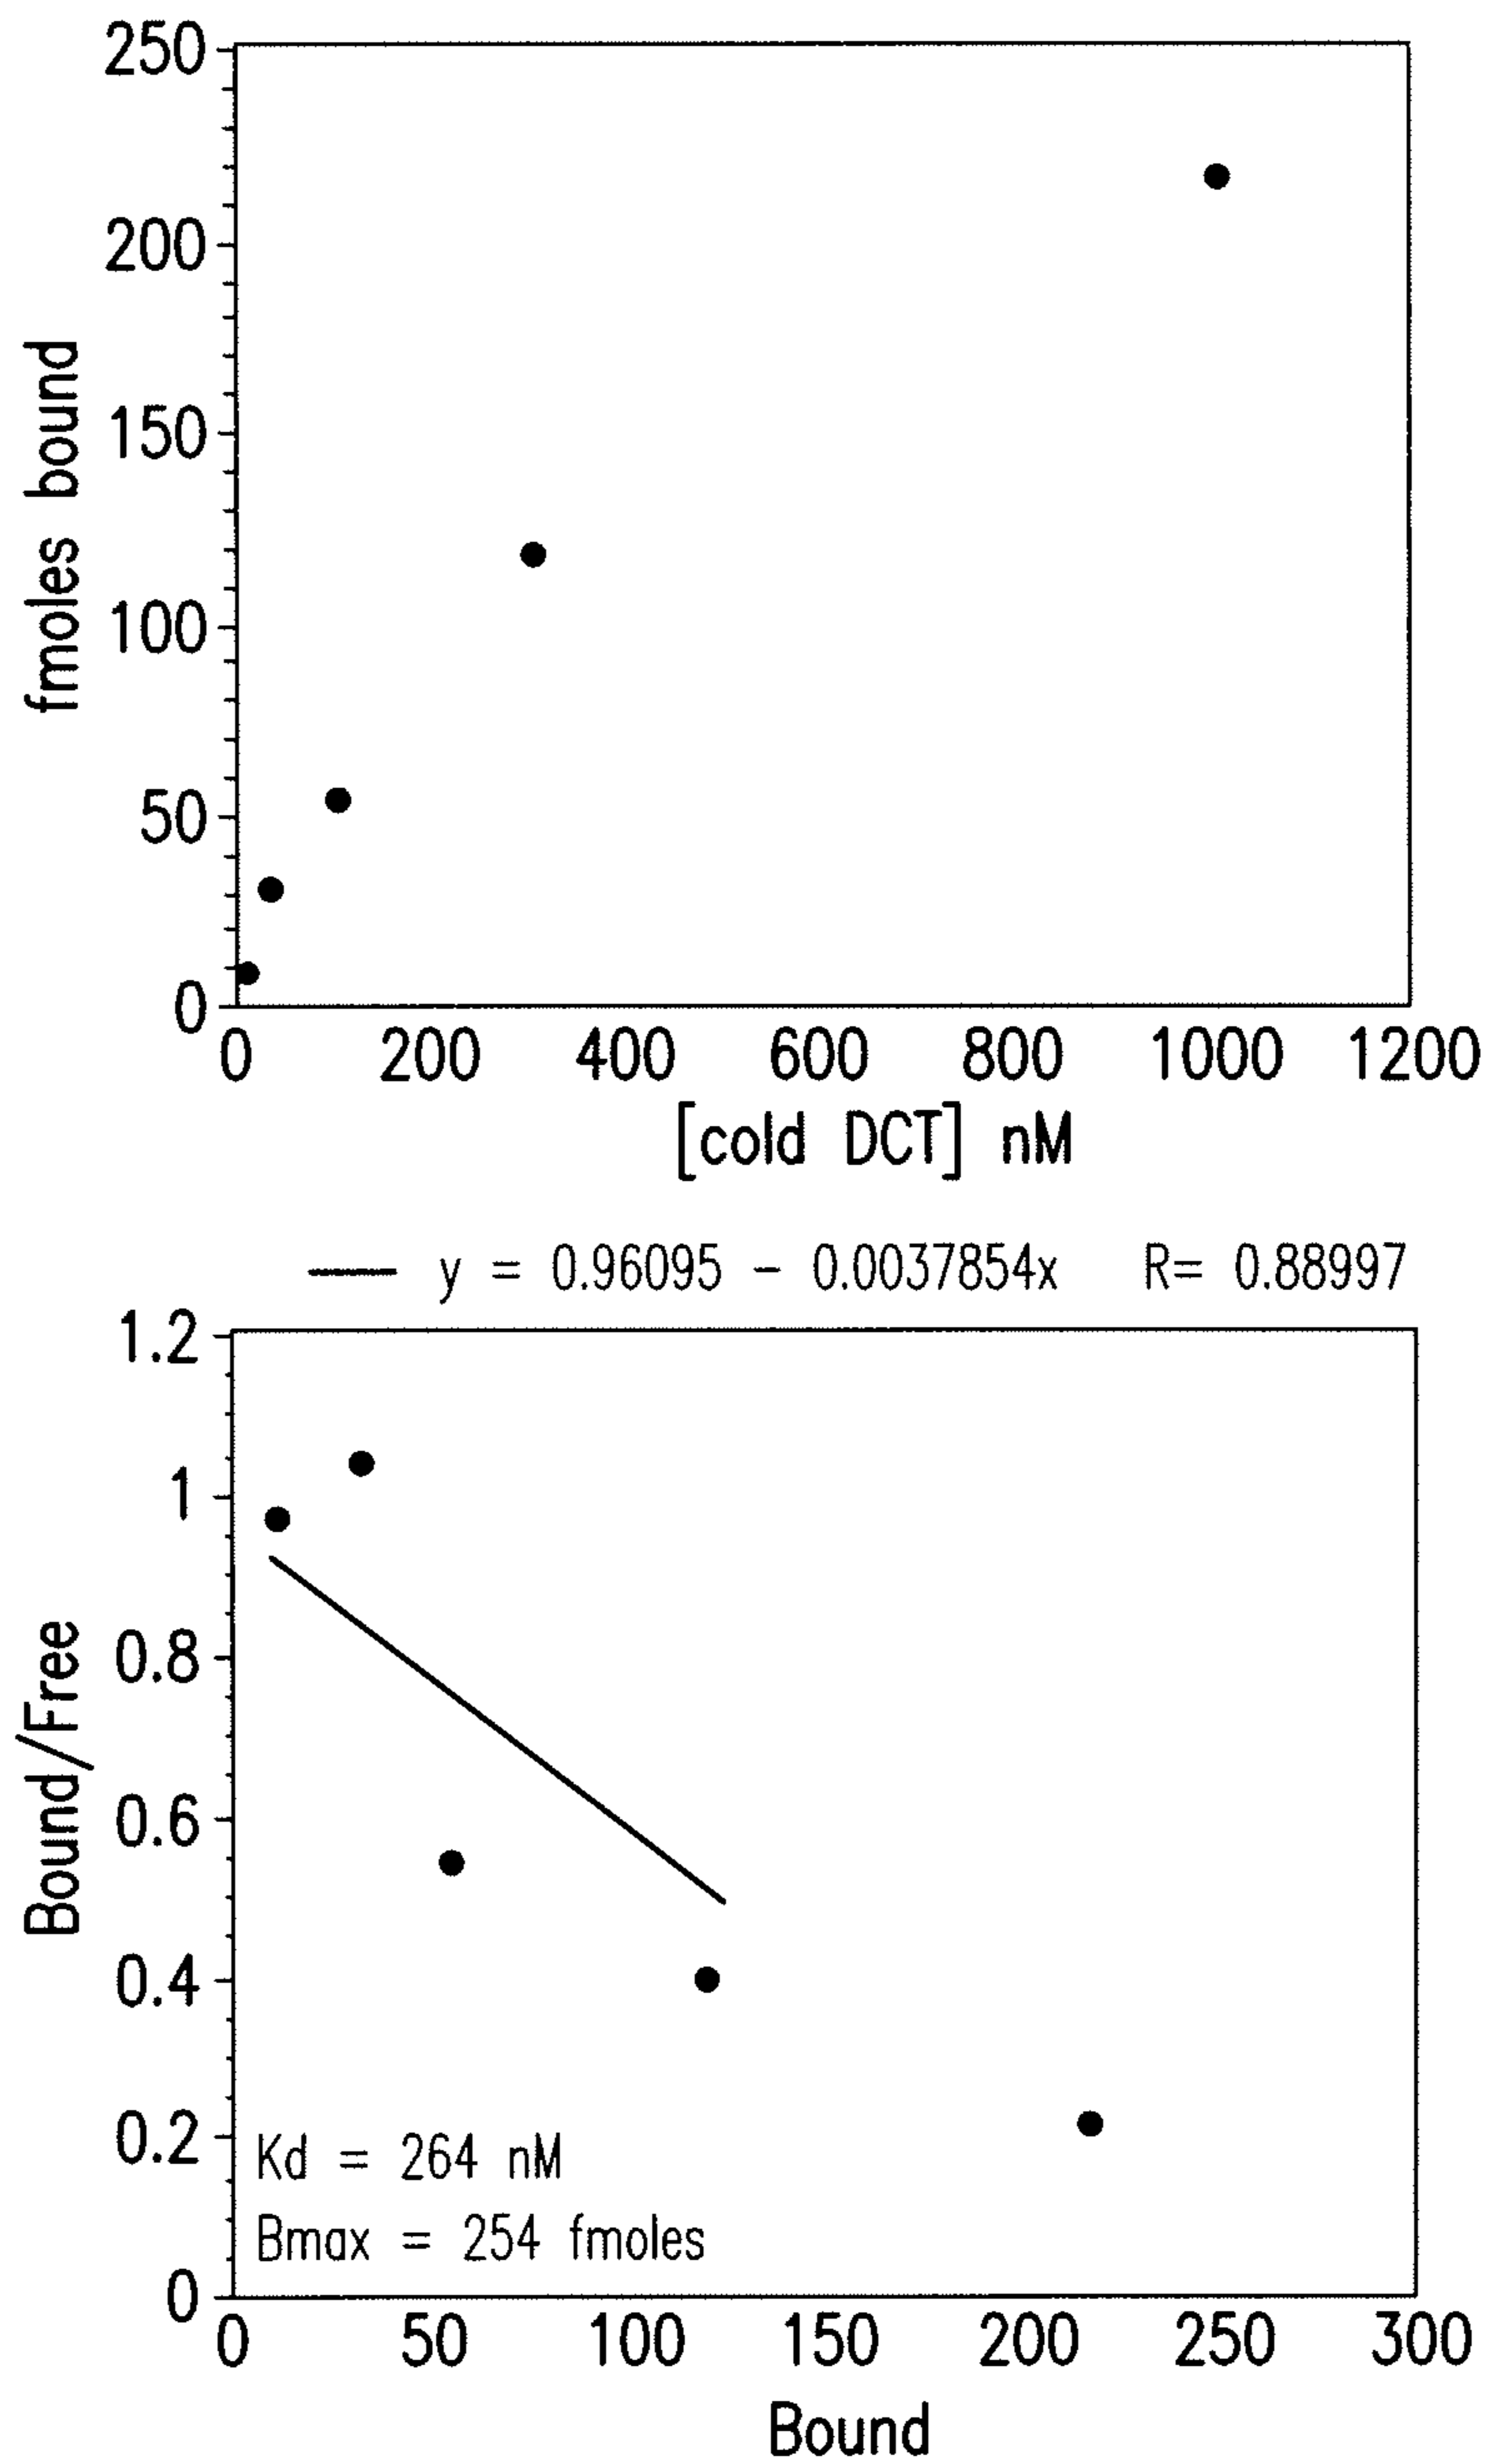 250
200
150
100
50
0
fmoles bound
0 200 400 600 800 1000 1200
[cold DCT] nM
y = 0.96095 - 0.0037854x R= 0.88997
1.2
1
0.8
0.6
0.4
0.2
0
Bound/Free
Kd = 264 nM
Bmax = 254 fmoles
0 50 100 150 200 250 300
Bound